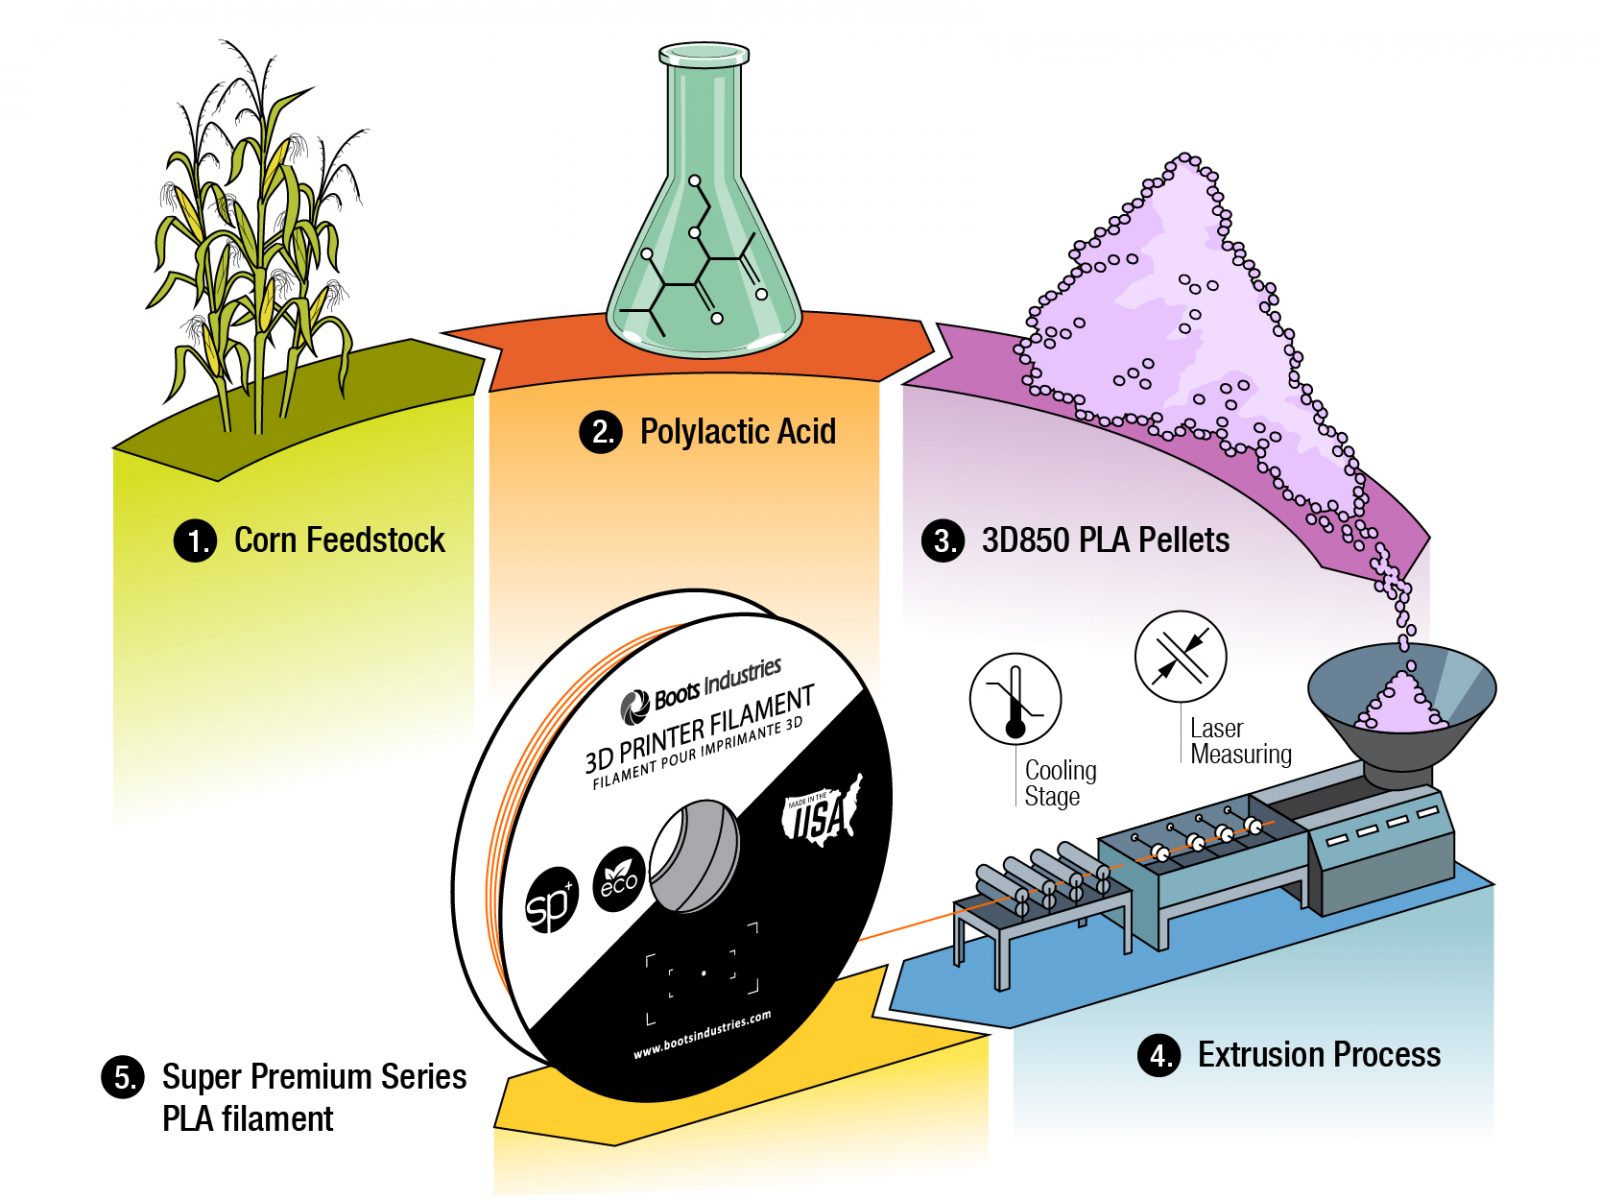 1. Corn Feedstock
2. Polylactic Acid
3. 3D850 PLA Pellets
Laser
Measuring
Cooling
Stage
4. Extrusion Process
5. Super Premium Series
PLA filament
Boots Industries
3D PRINTER FILAMENT
FILAMENT POUR IMPRIMANTE 3D
MADE IN THE
USA
sp+
eco
www.bootsindustries.com